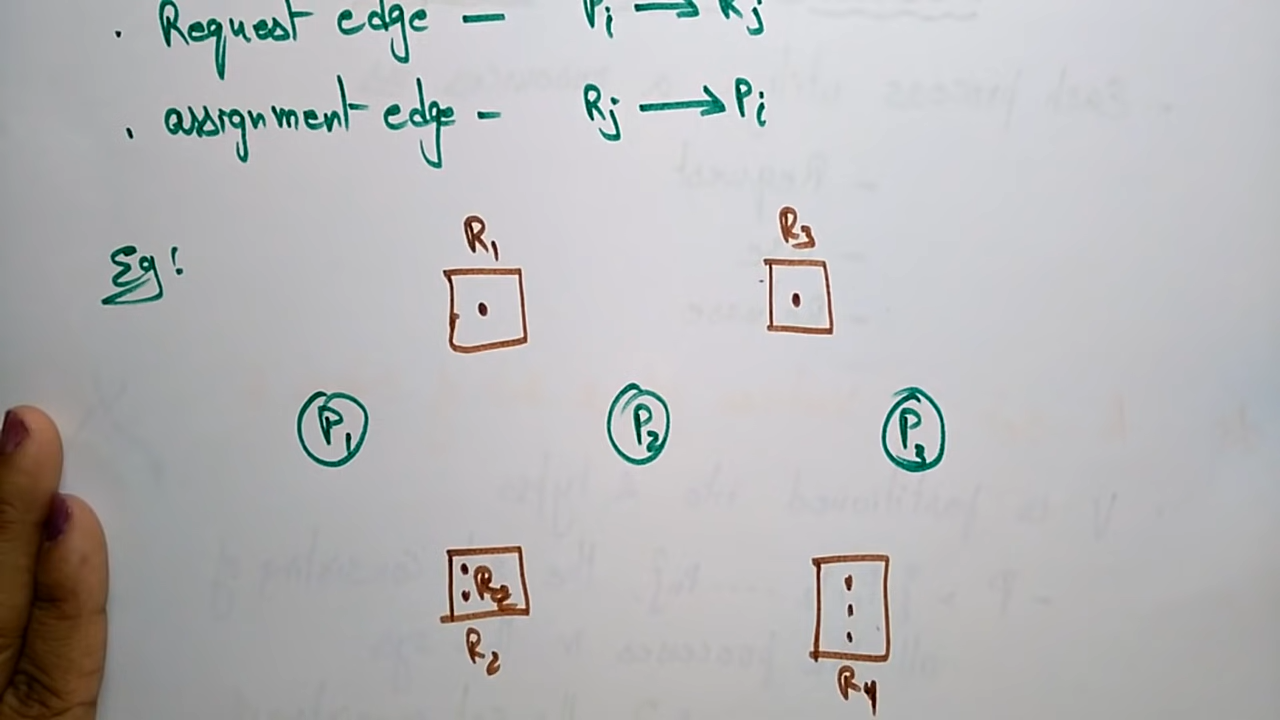 . Request edge — Pi → Rj
. assignment edge - Rj → Pi
Eg:
R1 R3
P1 P2 P3
R2
R2 R4